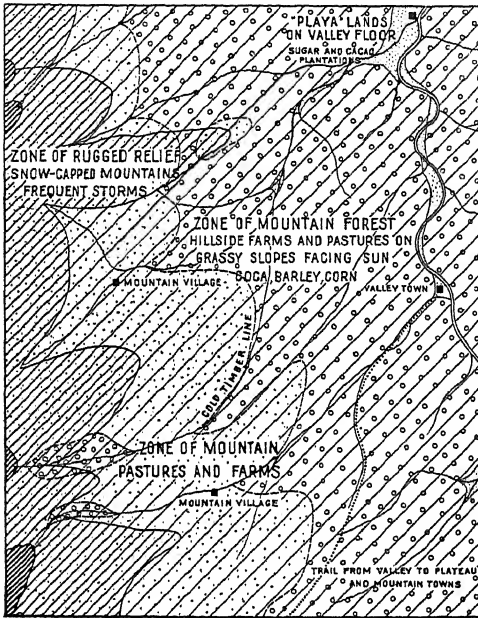 "PLAYA" LANDS
ON VALLEY FLOOR
SUGAR AND CACAO
PLANTATIONS
ZONE OF RUGGED RELIEF
SNOW-CAPPED MOUNTAINS
FREQUENT STORMS
ZONE OF MOUNTAIN FOREST
HILLSIDE FARMS AND PASTURES ON
GRASSY SLOPES FACING SUN
COCA, BARLEY, CORN
MOUNTAIN VILLAGE
VALLEY TOWN
COLD TIMBER LINE
ZONE OF MOUNTAIN
PASTURES AND FARMS
MOUNTAIN VILLAGE
TRAIL FROM VALLEY TO PLATEAU
AND MOUNTAIN TOWNS